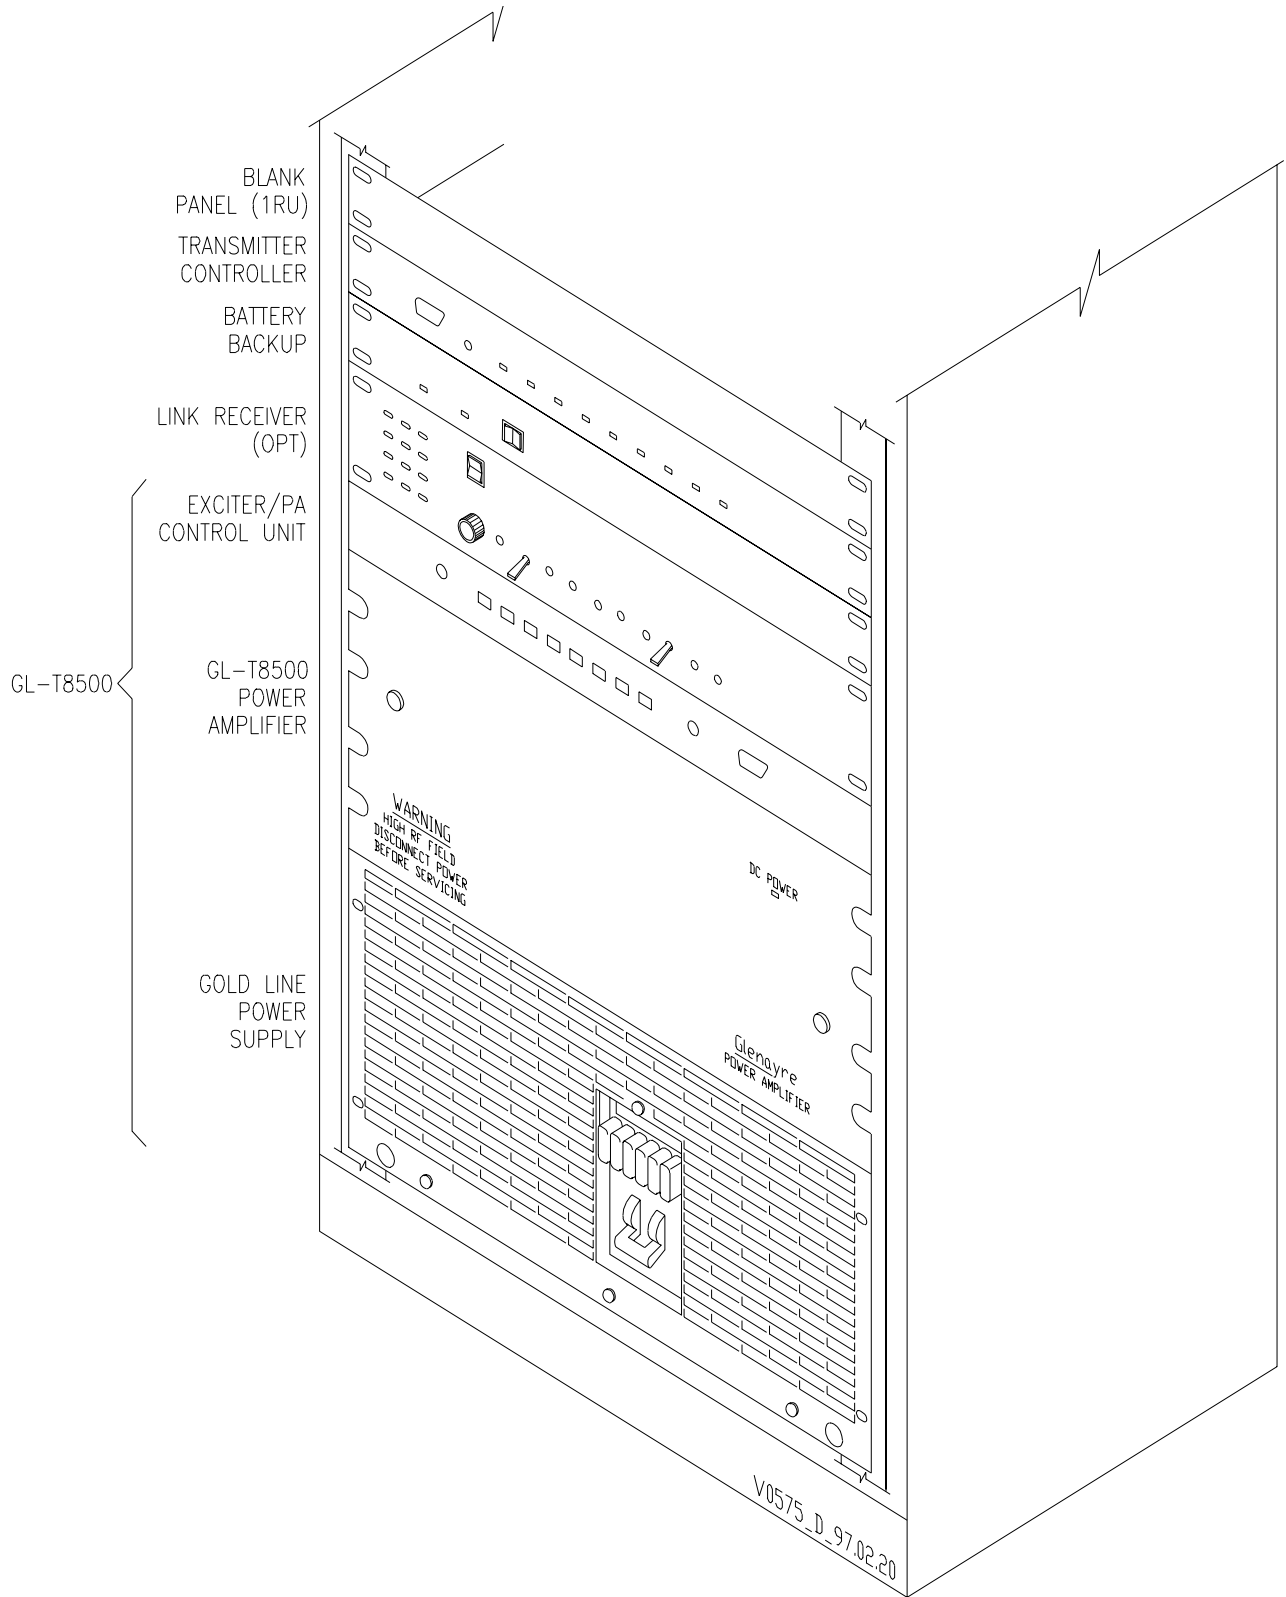 BLANK
PANEL (1RU)
TRANSMITTER
CONTROLLER
BATTERY
BACKUP
LINK RECEIVER
(OPT)
EXCITER/PA
CONTROL UNIT
GL-T8500
GL-T8500
POWER
AMPLIFIER
WARNING
HIGH RF FIELD
DISCONNECT POWER
BEFORE SERVICING
DC POWER
GOLD LINE
POWER
SUPPLY
Glenayre
POWER AMPLIFIER
V0575_D_97.02.20